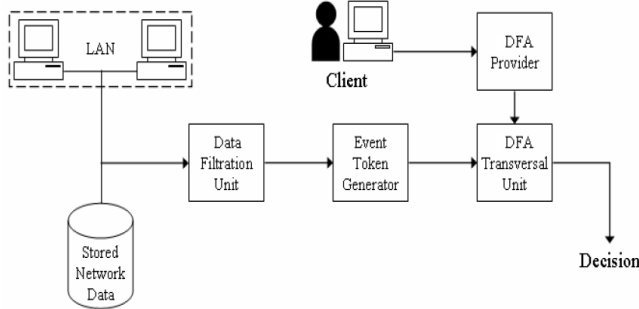 LAN
Client
DFA
Provider
Data
Filtration
Unit
Event
Token
Generator
DFA
Transversal
Unit
Stored
Network
Data
Decision